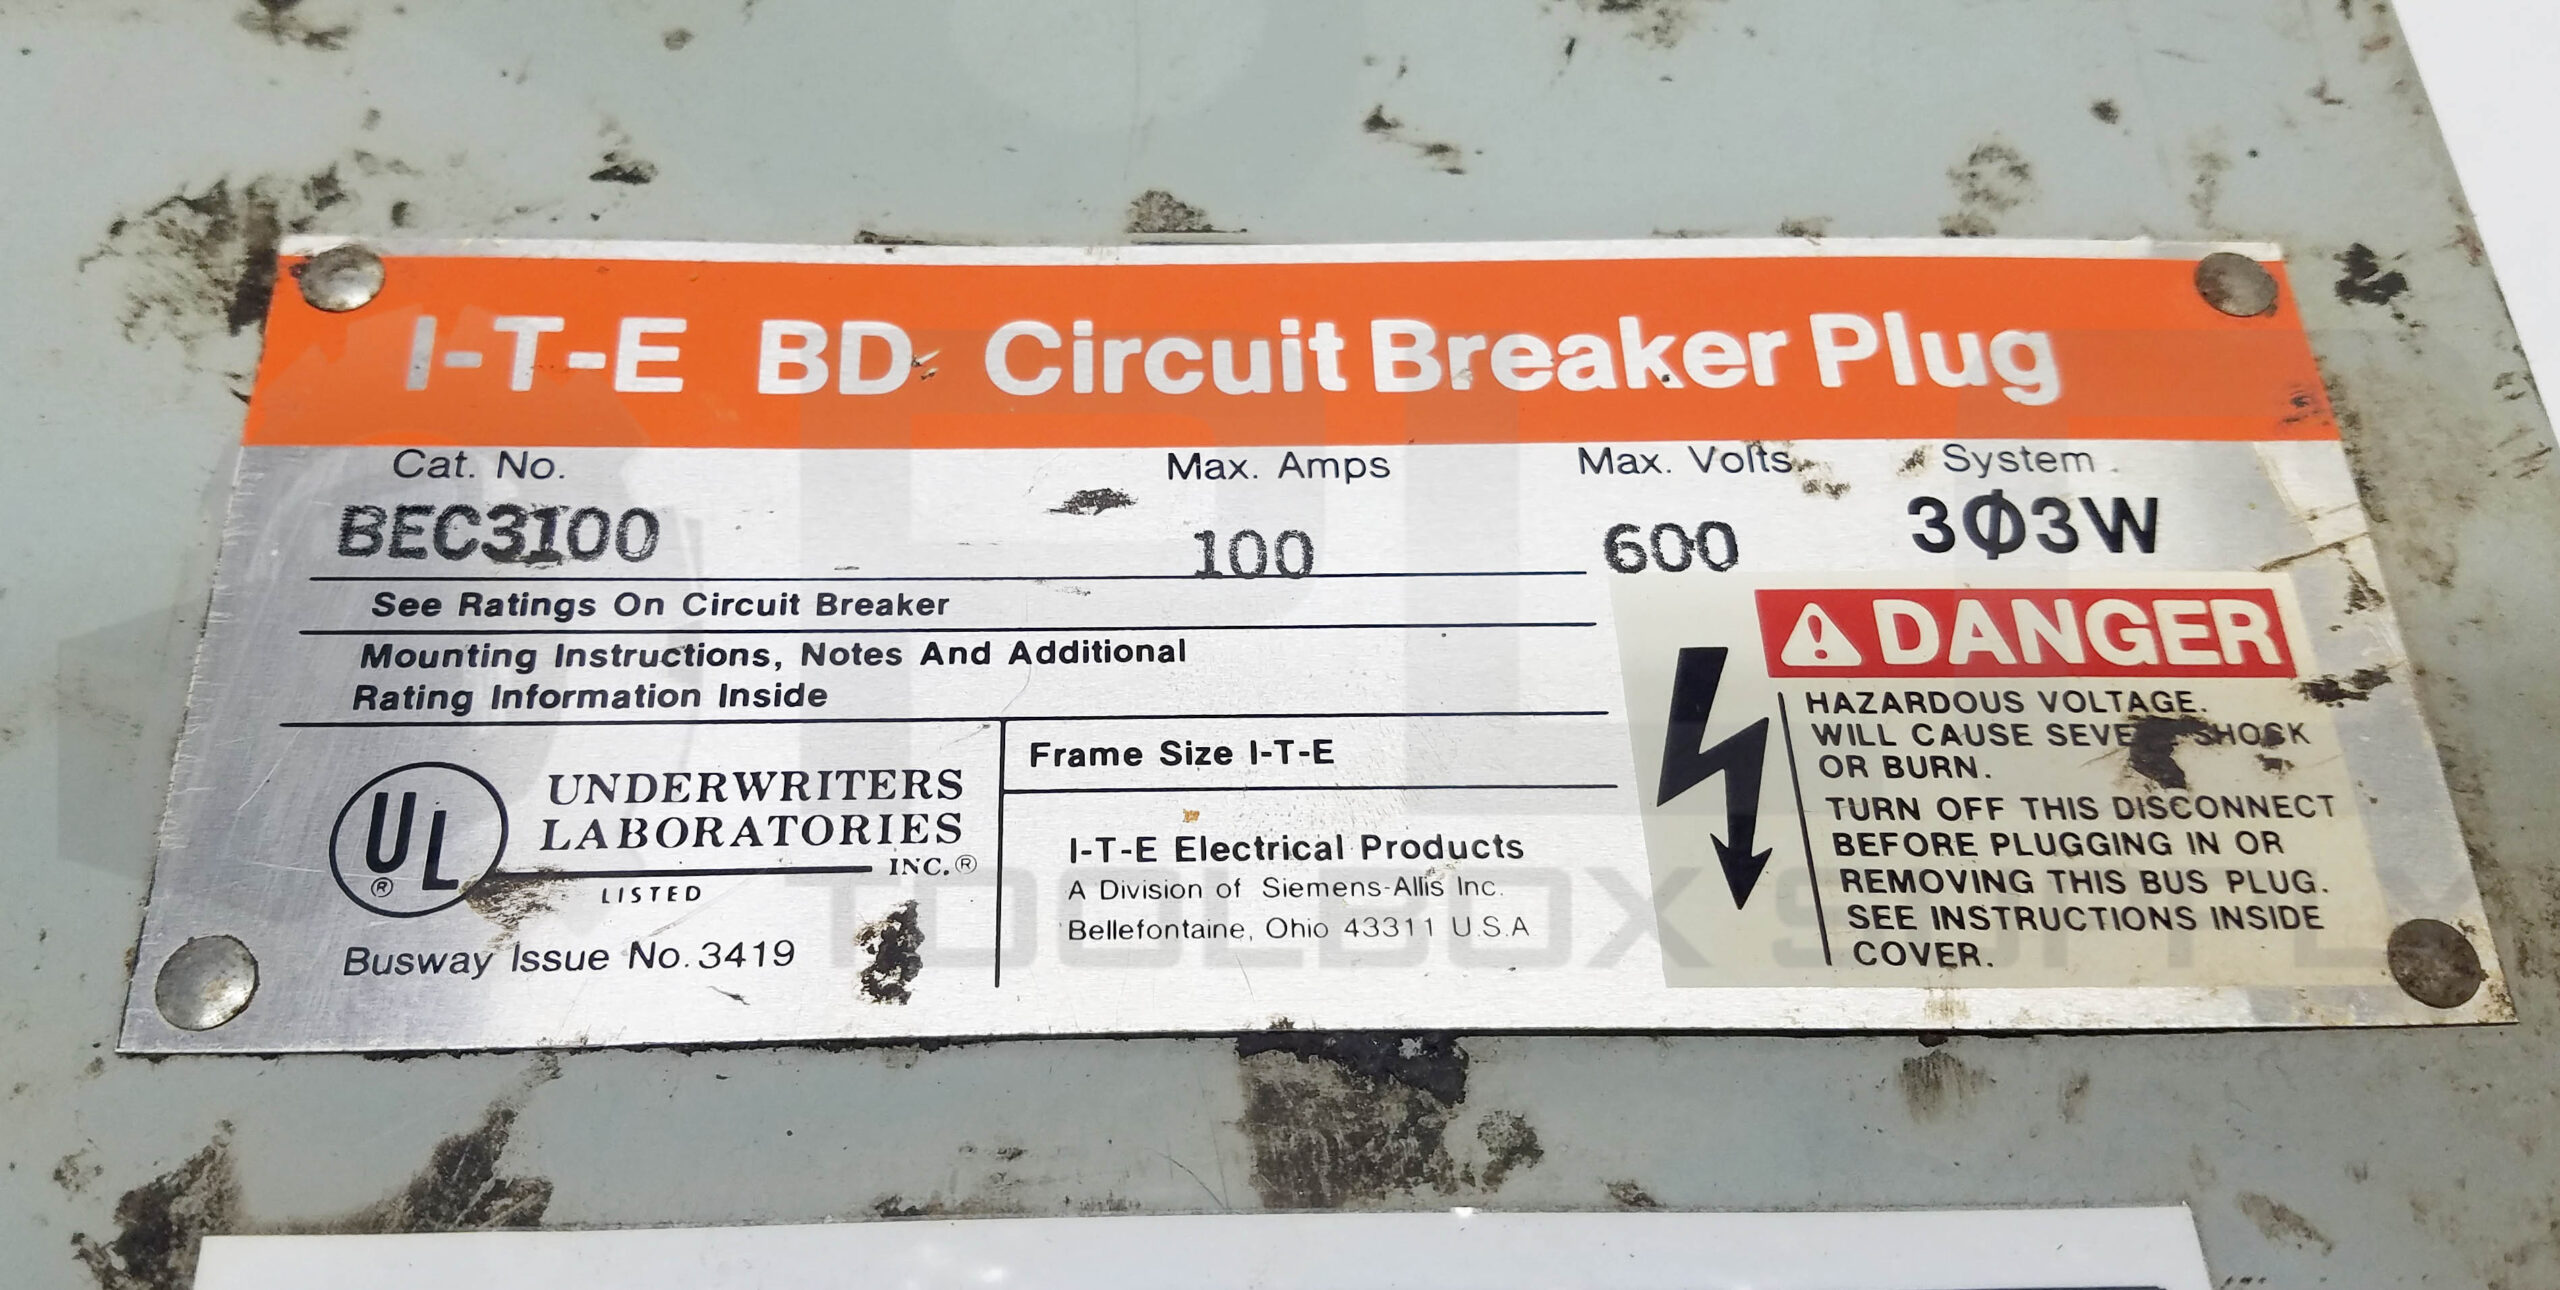 I-T-E BD Circuit Breaker Plug
Cat. No. Max. Amps Max. Volts System
BEC3100 100 600 3Φ3W
See Ratings On Circuit Breaker
Mounting Instructions, Notes And Additional
Rating Information Inside
UL ®
UNDERWRITERS
LABORATORIES
INC.®
LISTED
Busway Issue No. 3419
Frame Size I-T-E
I-T-E Electrical Products
A Division of Siemens-Allis Inc.
Bellefontaine, Ohio 43311 U.S.A
DANGER
HAZARDOUS VOLTAGE.
WILL CAUSE SHOCK
OR BURN.
TURN OFF THIS DISCONNECT
BEFORE PLUGGING IN OR
REMOVING THIS BUS PLUG.
SEE INSTRUCTIONS INSIDE
COVER.
TOOLBOX SUPPLY